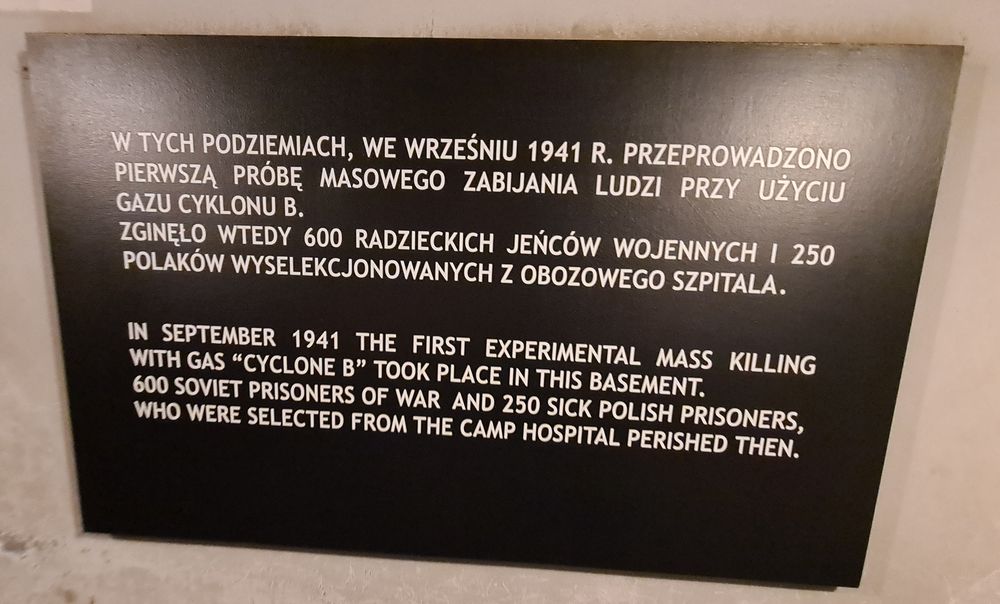 W TYCH PODZIEMIACH, WE WRZEŚNIU 1941 R. PRZEPROWADZONO
PIERWSZĄ PRÓBĘ MASOWEGO ZABIJANIA LUDZI PRZY UŻYCIU
GAZU CYKLONU B.
ZGINĘŁO WTEDY 600 RADZIECKICH JEŃCÓW WOJENNYCH I 250
POLAKÓW WYSELEKCJONOWANYCH Z OBOZOWEGO SZPITALA.
IN SEPTEMBER 1941 THE FIRST EXPERIMENTAL MASS KILLING
WITH GAS “CYCLONE B” TOOK PLACE IN THIS BASEMENT.
600 SOVIET PRISONERS OF WAR AND 250 SICK POLISH PRISONERS,
WHO WERE SELECTED FROM THE CAMP HOSPITAL PERISHED THEN.